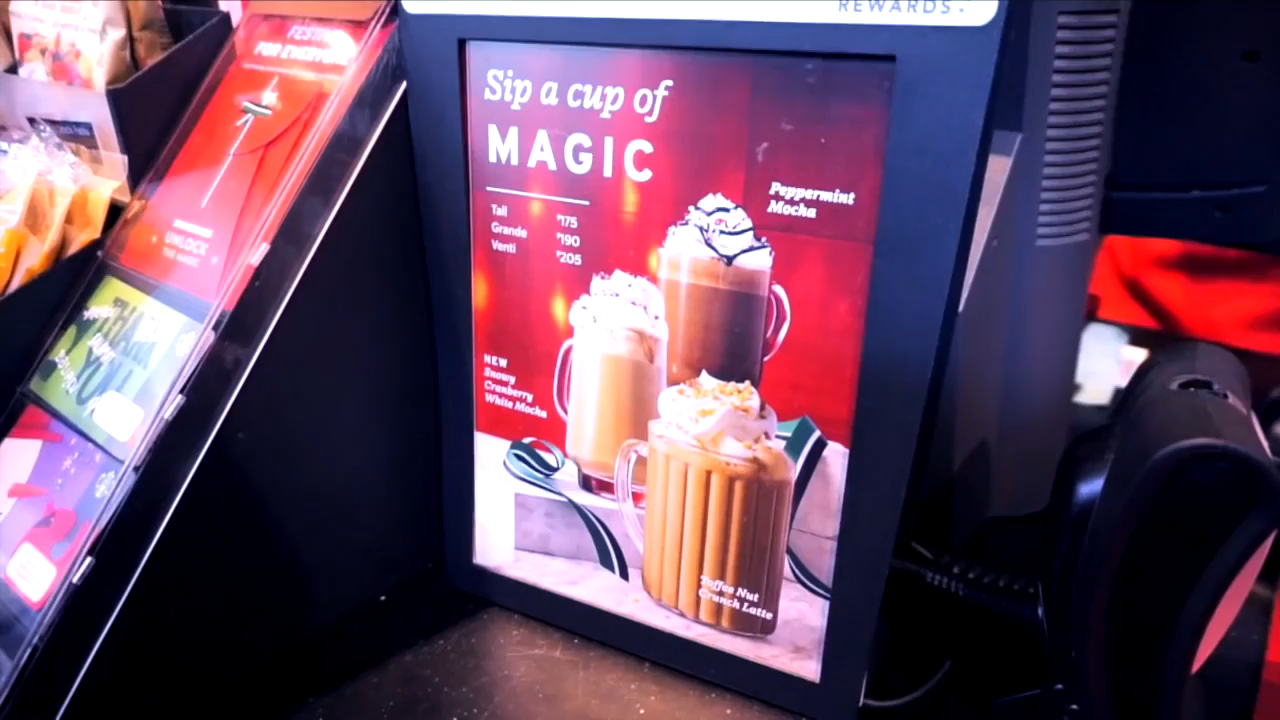 REWARDS.
FOR EVERYONE
UNLOCK
THE MAGIC
THANK
YOU
Sip a cup of
MAGIC
Tall ₱175
Grande ₱190
Venti ₱205
Peppermint
Mocha
NEW
Snowy
Cranberry
White Mocha
Toffee Nut
Crunch Latte